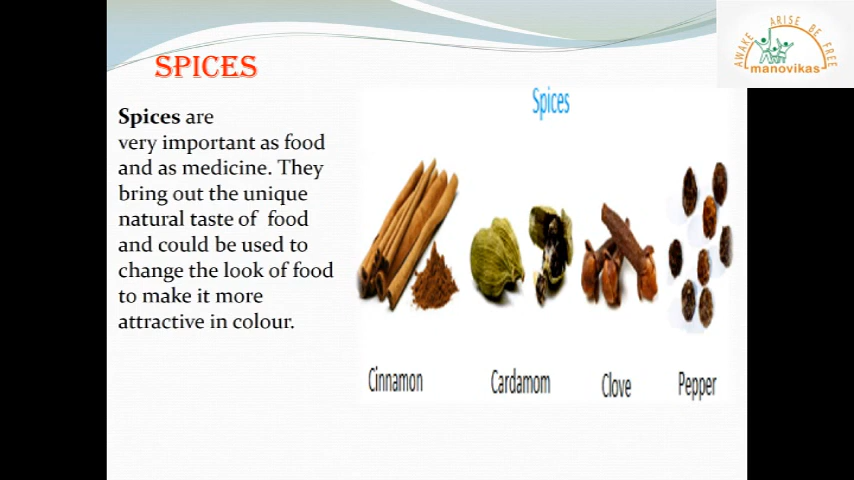 SPICES
AWAKE ARISE BE FREE
manovikas
Spices are
very important as food
and as medicine. They
bring out the unique
natural taste of food
and could be used to
change the look of food
to make it more
attractive in colour.
Spices
Cinnamon Cardamom Clove Pepper